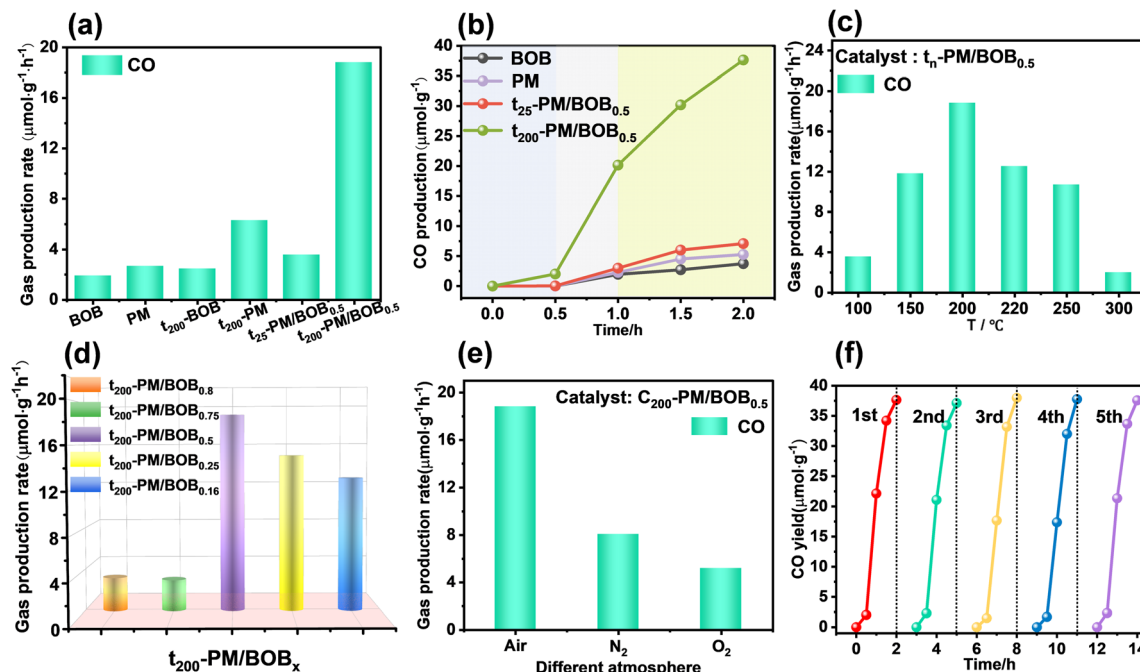 (a)
Gas production rate (μmol·g⁻¹·h⁻¹)
20
16
12
8
4
0
CO
BOB
PM
t₂₀₀-BOB
t₂₀₀-PM
t₂₅-PM/BOB₀.₅
t₂₀₀-PM/BOB₀.₅
(b)
CO production (μmol·g⁻¹)
40
35
30
25
20
15
10
5
0
BOB
PM
t₂₅-PM/BOB₀.₅
t₂₀₀-PM/BOB₀.₅
0.0
0.5
1.0
1.5
2.0
Time/h
(c)
Gas production rate(μmol·g⁻¹h⁻¹)
24
20
16
12
8
4
0
Catalyst : tₙ-PM/BOB₀.₅
CO
100
150
200
220
250
300
T / ℃
(d)
Gas production rate(μmol·g⁻¹h⁻¹)
20
16
12
8
4
0
t₂₀₀-PM/BOB₀.₈
t₂₀₀-PM/BOB₀.₇₅
t₂₀₀-PM/BOB₀.₅
t₂₀₀-PM/BOB₀.₂₅
t₂₀₀-PM/BOB₀.₁₆
t₂₀₀-PM/BOBₓ
(e)
Gas production rate(μmol·g⁻¹h⁻¹)
20
16
12
8
4
0
Catalyst: C₂₀₀-PM/BOB₀.₅
CO
Air
N₂
O₂
Different atmosphere
(f)
CO yield(μmol·g⁻¹)
40
35
30
25
20
15
10
5
0
1st
2nd
3rd
4th
5th
0
2
4
6
8
10
12
14
Time/h